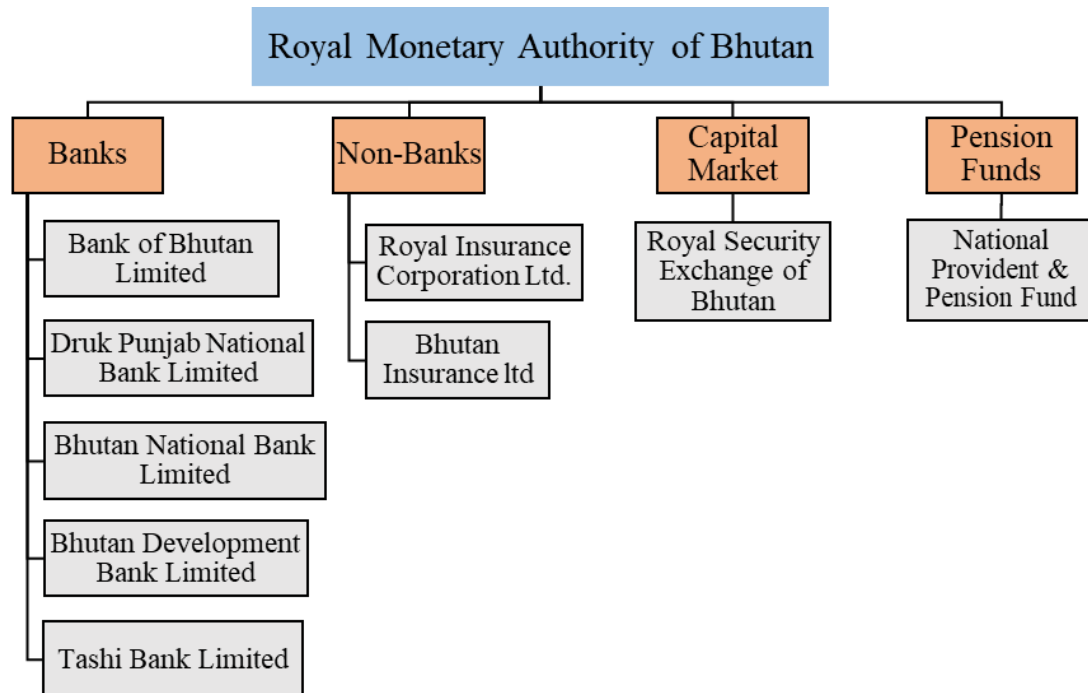 Royal Monetary Authority of Bhutan
Banks
Bank of Bhutan
Limited
Druk Punjab National
Bank Limited
Bhutan National Bank
Limited
Bhutan Development
Bank Limited
Tashi Bank Limited
Non-Banks
Royal Insurance
Corporation Ltd.
Bhutan
Insurance ltd
Capital
Market
Royal Security
Exchange of
Bhutan
Pension
Funds
National
Provident &
Pension Fund